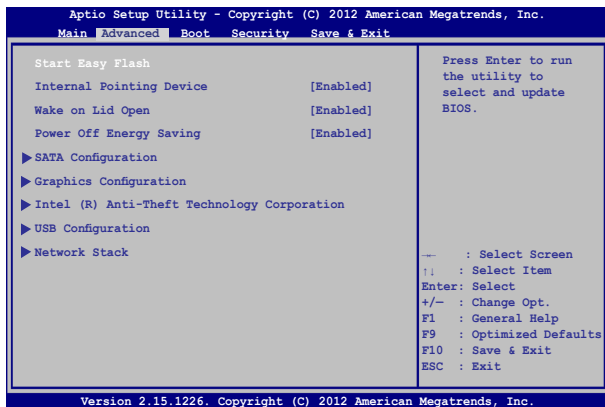 Aptio Setup Utility - Copyright (C) 2012 American Megatrends, Inc.
Main Advanced Boot Security Save & Exit
Start Easy Flash
Internal Pointing Device [Enabled]
Wake on Lid Open [Enabled]
Power Off Energy Saving [Enabled]
SATA Configuration
Graphics Configuration
Intel (R) Anti-Theft Technology Corporation
USB Configuration
Network Stack
Press Enter to run
the utility to
select and update
BIOS.
→← : Select Screen
↑↓ : Select Item
Enter: Select
+/— : Change Opt.
F1 : General Help
F9 : Optimized Defaults
F10 : Save & Exit
ESC : Exit
Version 2.15.1226. Copyright (C) 2012 American Megatrends, Inc.